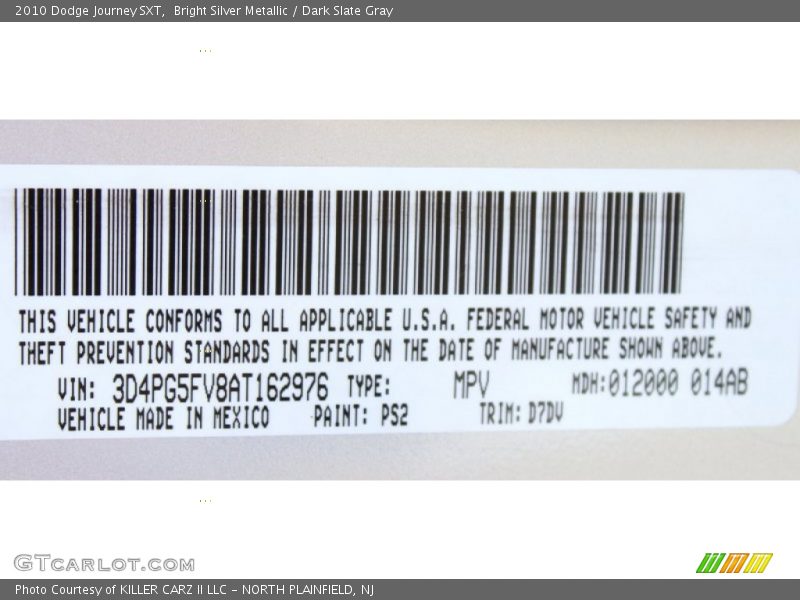 2010 Dodge Journey SXT,  Bright Silver Metallic / Dark Slate Gray
THIS VEHICLE CONFORMS TO ALL APPLICABLE U.S.A. FEDERAL MOTOR VEHICLE SAFETY AND
THEFT PREVENTION STANDARDS IN EFFECT ON THE DATE OF MANUFACTURE SHOWN ABOVE.
VIN: 3D4PG5FV8AT162976 TYPE: MPV MDH:012000 014AB
VEHICLE MADE IN MEXICO PAINT: PS2 TRIM: D7DV
GTCARLOT.COM
Photo Courtesy of KILLER CARZ II LLC - NORTH PLAINFIELD, NJ